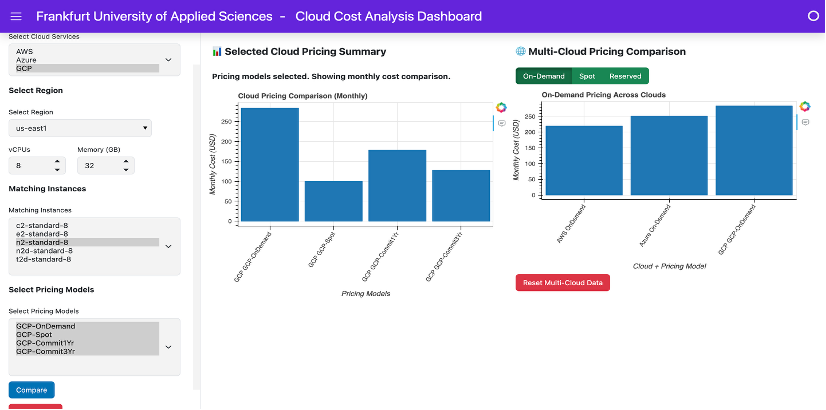 Frankfurt University of Applied Sciences - Cloud Cost Analysis Dashboard
Select Cloud Services
AWS
Azure
GCP
Select Region
Select Region
us-east1
vCPUs
Memory (GB)
8
32
Matching Instances
Matching Instances
c2-standard-8
e2-standard-8
n2-standard-8
n2d-standard-8
t2d-standard-8
Select Pricing Models
Select Pricing Models
GCP-OnDemand
GCP-Spot
GCP-Commit1Yr
GCP-Commit3Yr
Compare
Selected Cloud Pricing Summary
Pricing models selected. Showing monthly cost comparison.
Cloud Pricing Comparison (Monthly)
Monthly Cost (USD)
250
200
150
100
50
0
GCP GCP-OnDemand
GCP GCP-Spot
GCP GCP-Commit1Yr
GCP GCP-Commit3Yr
Pricing Models
Multi-Cloud Pricing Comparison
On-Demand
Spot
Reserved
On-Demand Pricing Across Clouds
Monthly Cost (USD)
250
200
150
100
50
0
AWS OnDemand
Azure On-Demand
GCP GCP-OnDemand
Cloud + Pricing Model
Reset Multi-Cloud Data